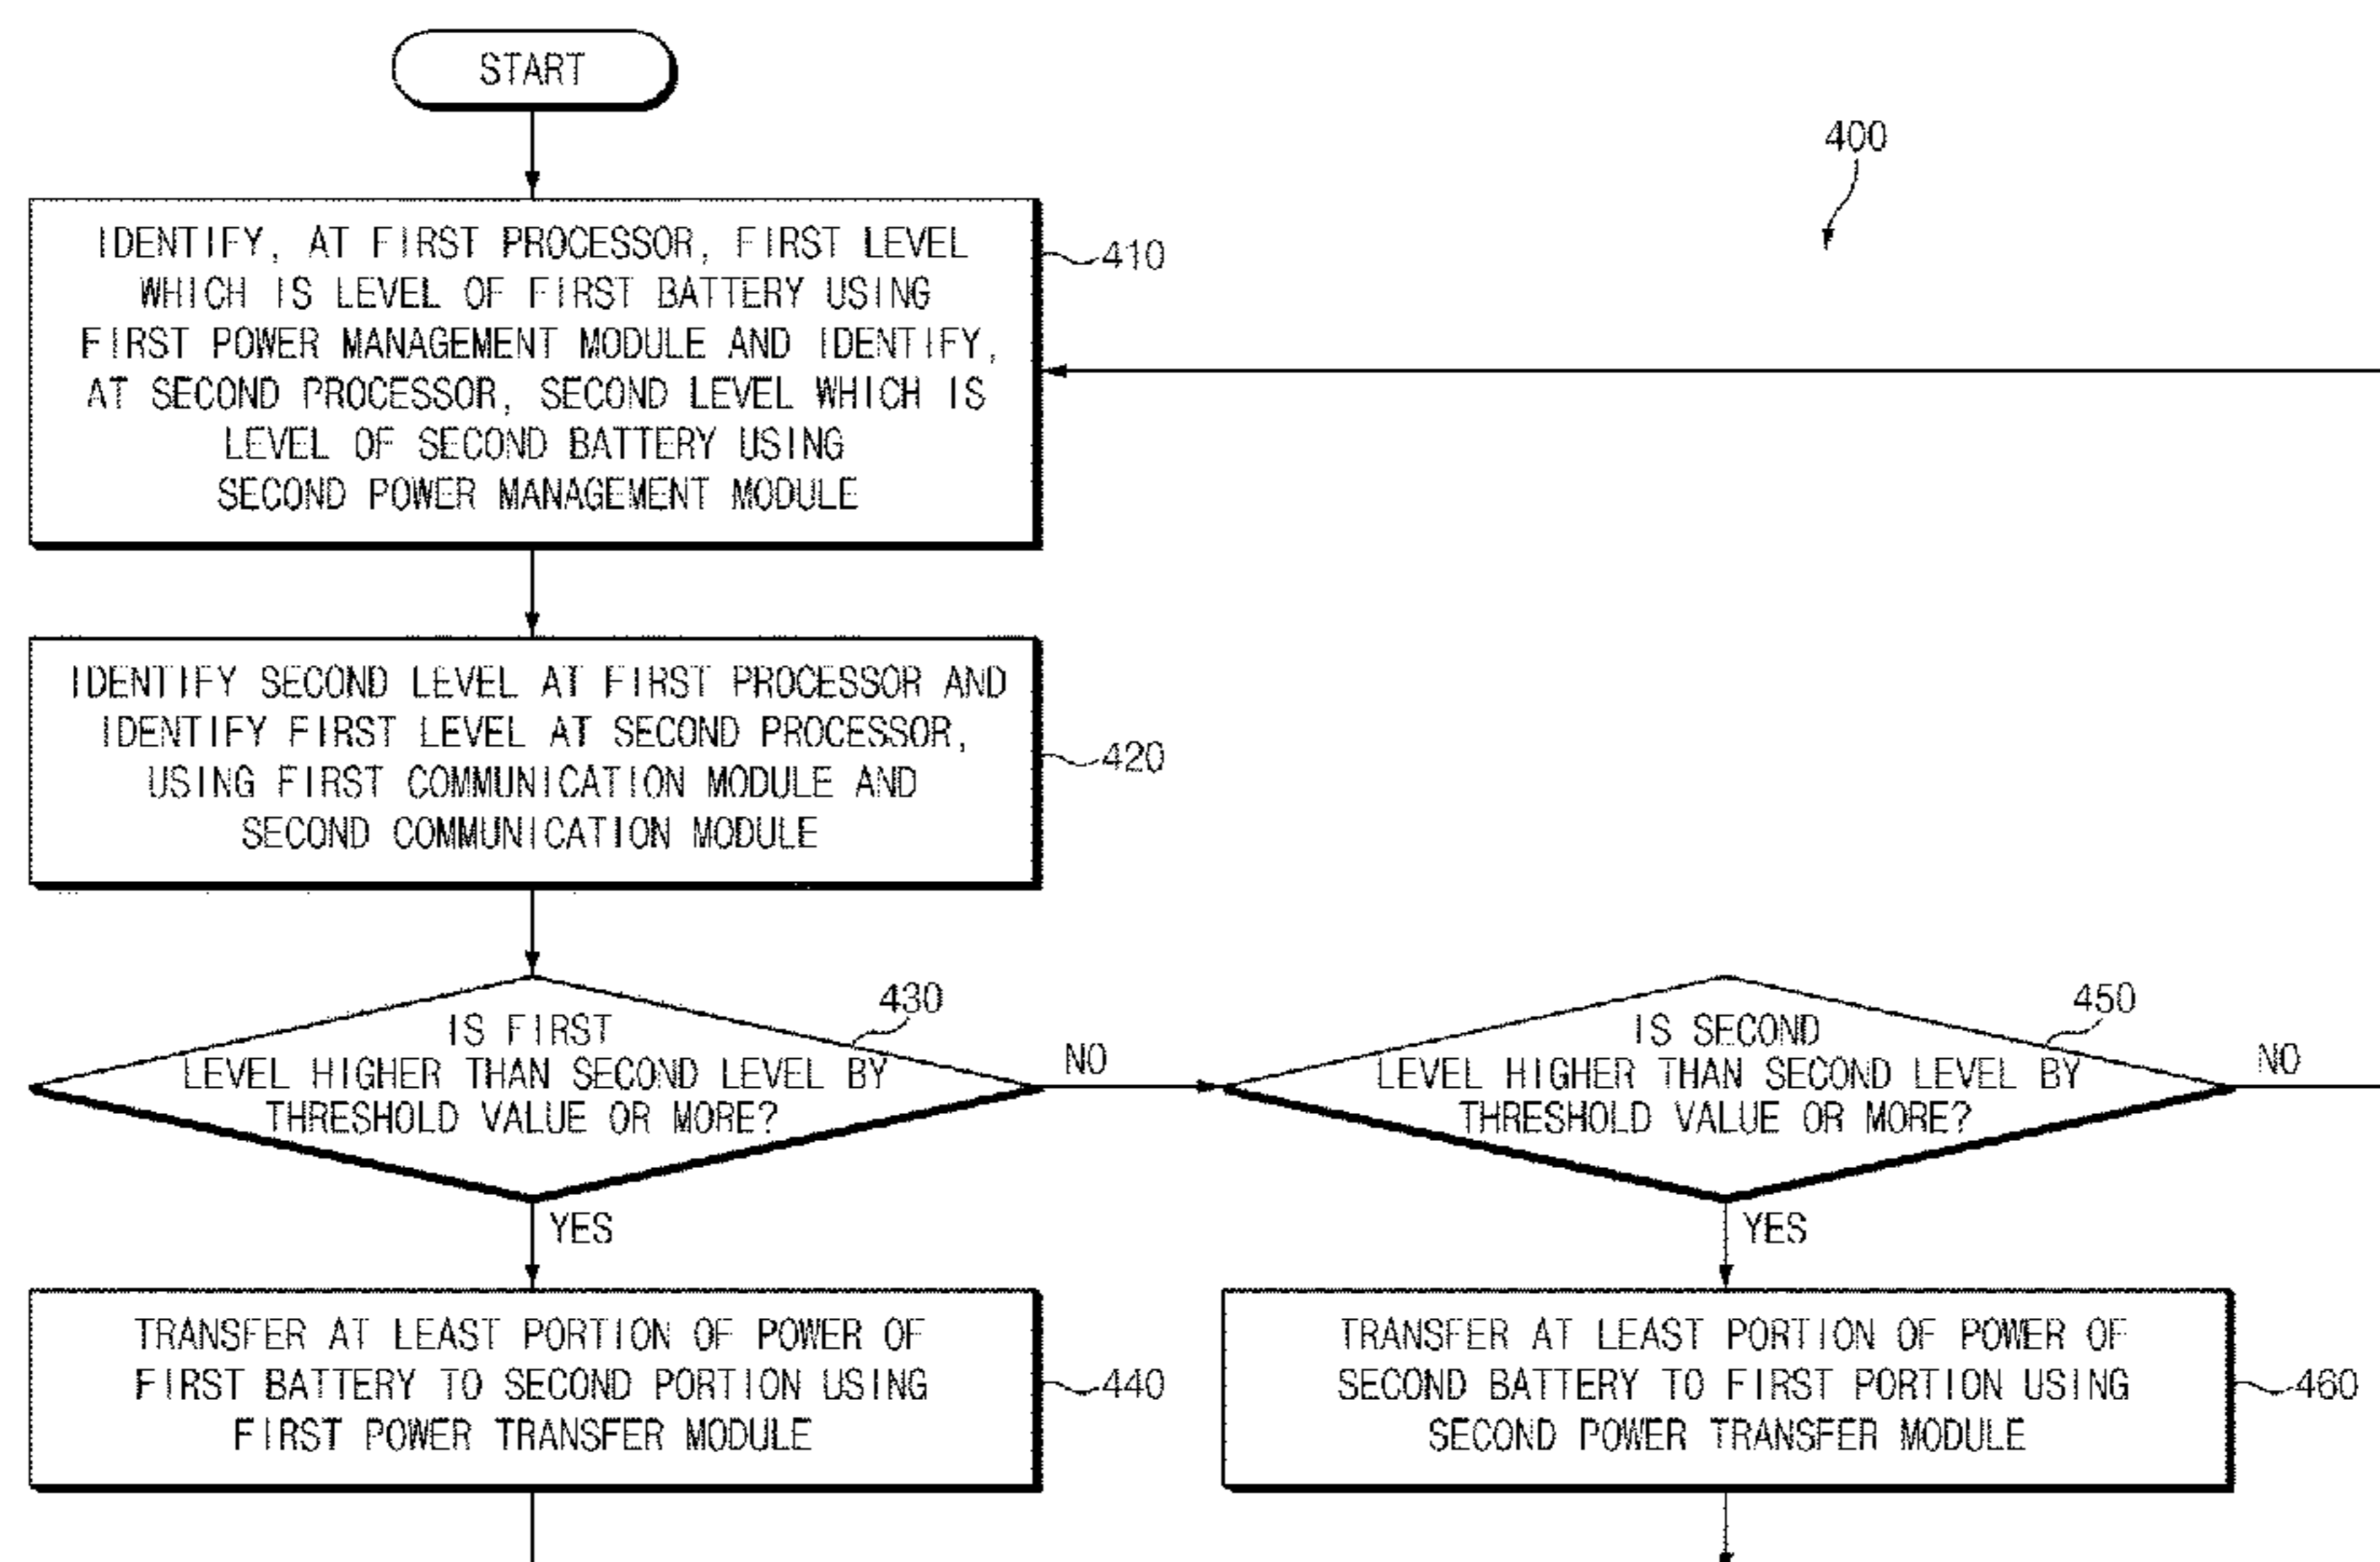 START
400
IDENTIFY, AT FIRST PROCESSOR, FIRST LEVEL
WHICH IS LEVEL OF FIRST BATTERY USING
FIRST POWER MANAGEMENT MODULE AND IDENTIFY,
AT SECOND PROCESSOR, SECOND LEVEL WHICH IS
LEVEL OF SECOND BATTERY USING
SECOND POWER MANAGEMENT MODULE
410
IDENTIFY SECOND LEVEL AT FIRST PROCESSOR AND
IDENTIFY FIRST LEVEL AT SECOND PROCESSOR,
USING FIRST COMMUNICATION MODULE AND
SECOND COMMUNICATION MODULE
420
IS FIRST
LEVEL HIGHER THAN SECOND LEVEL BY
THRESHOLD VALUE OR MORE?
430
NO
YES
IS SECOND
LEVEL HIGHER THAN SECOND LEVEL BY
THRESHOLD VALUE OR MORE?
450
NO
YES
TRANSFER AT LEAST PORTION OF POWER OF
FIRST BATTERY TO SECOND PORTION USING
FIRST POWER TRANSFER MODULE
440
TRANSFER AT LEAST PORTION OF POWER OF
SECOND BATTERY TO FIRST PORTION USING
SECOND POWER TRANSFER MODULE
460